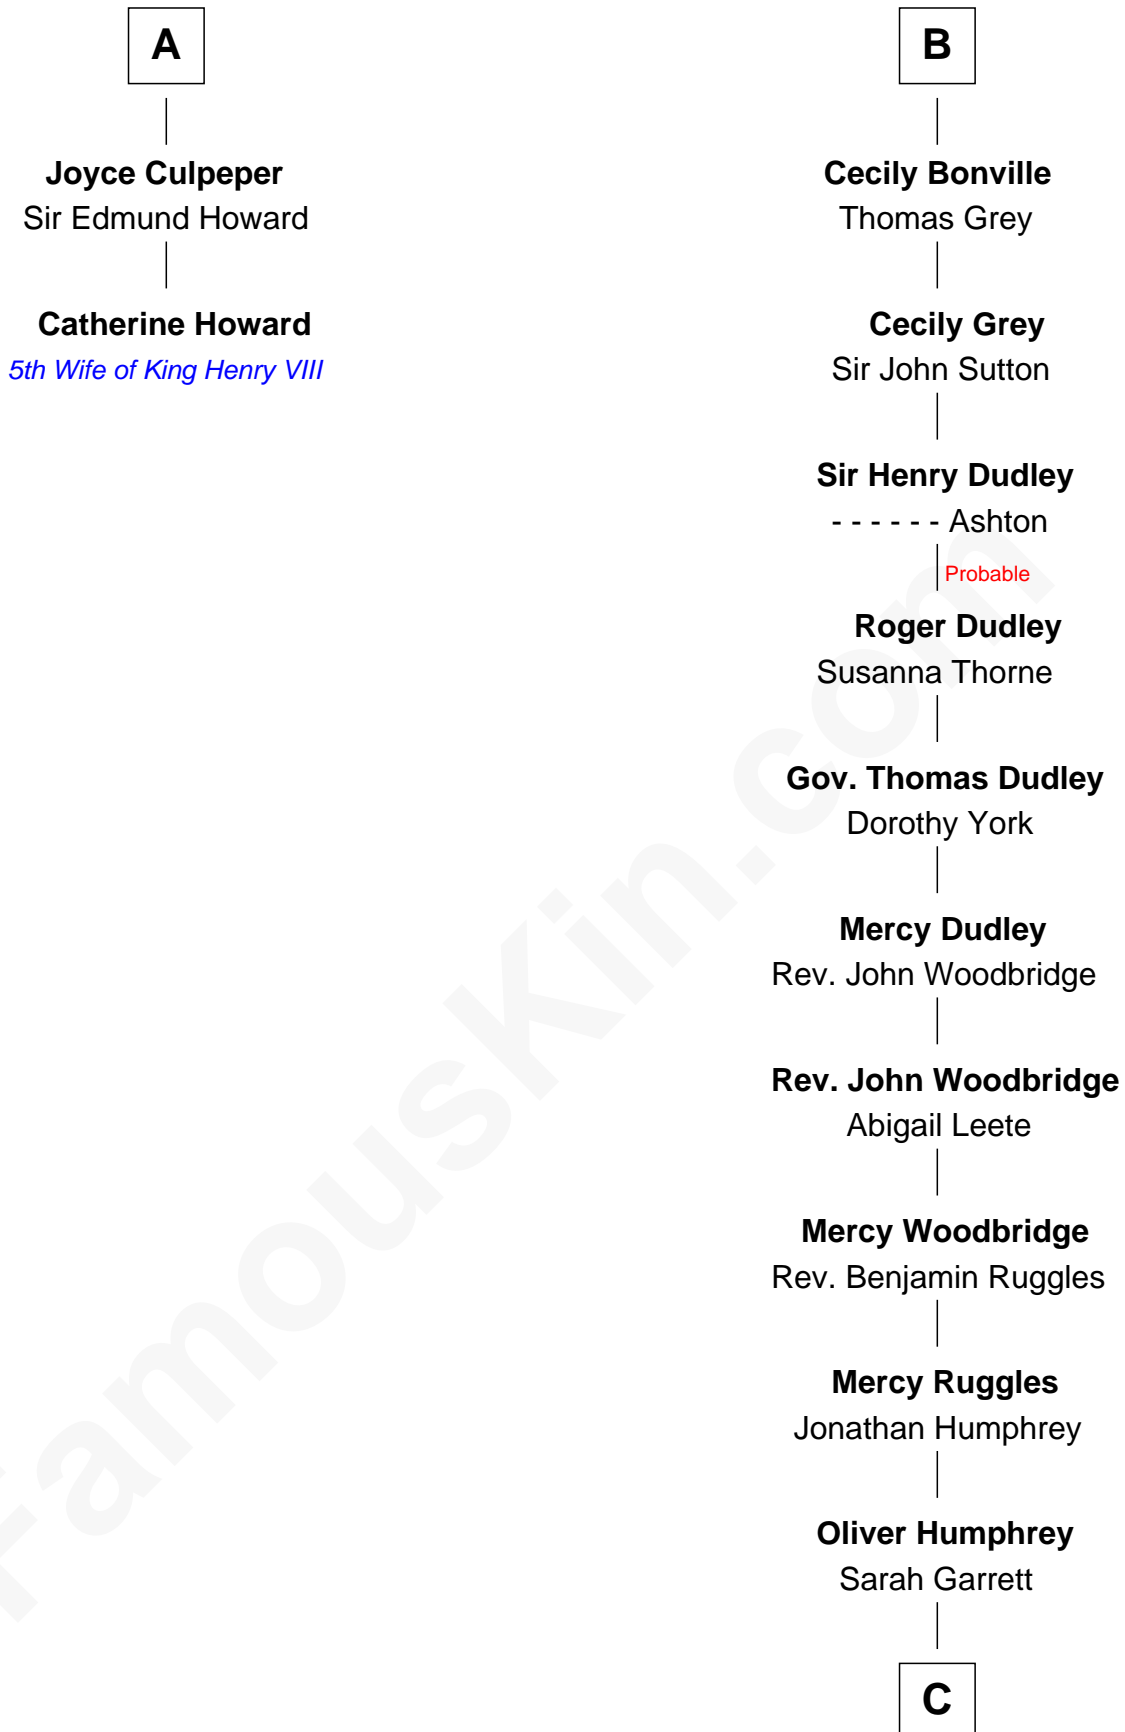 A
Joyce Culpeper
Sir Edmund Howard
Catherine Howard
5th Wife of King Henry VIII
B
Cecily Bonville
Thomas Grey
Cecily Grey
Sir John Sutton
Sir Henry Dudley
- - - - - - Ashton
Probable
Roger Dudley
Susanna Thorne
Gov. Thomas Dudley
Dorothy York
Mercy Dudley
Rev. John Woodbridge
Rev. John Woodbridge
Abigail Leete
Mercy Woodbridge
Rev. Benjamin Ruggles
Mercy Ruggles
Jonathan Humphrey
Oliver Humphrey
Sarah Garrett
C
FamousKin.com